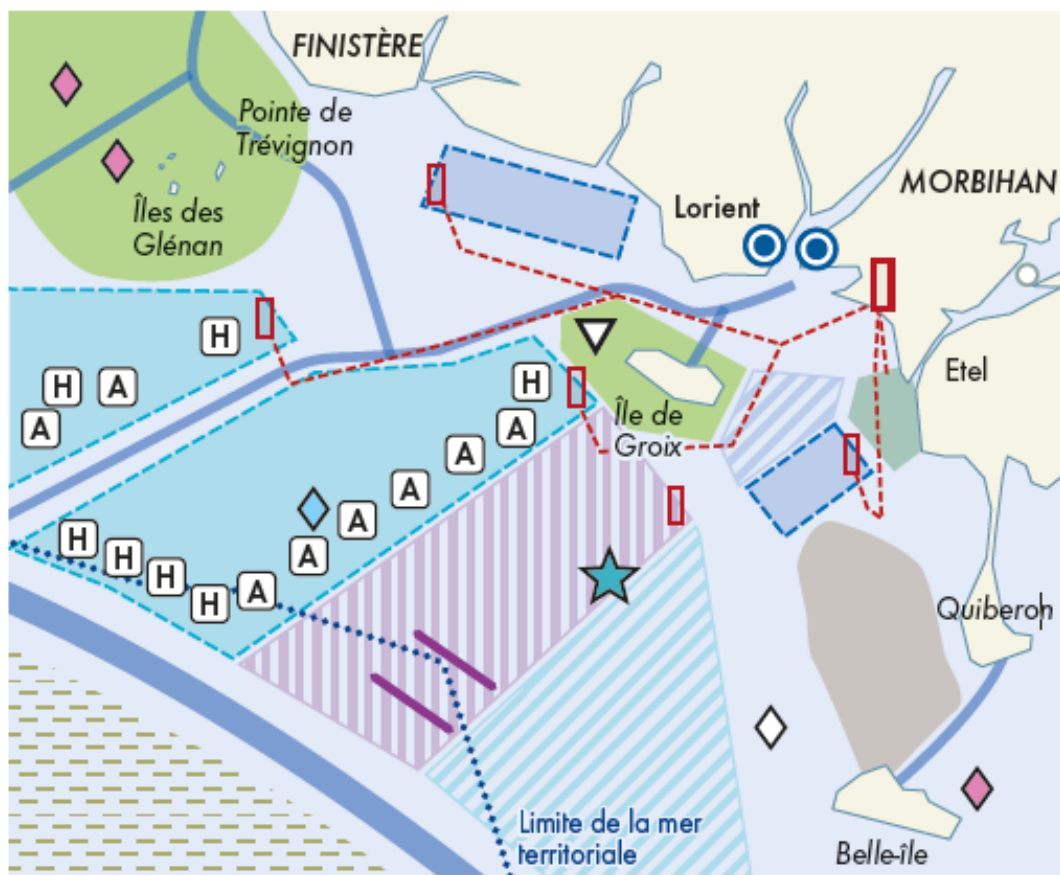 FINISTÈRE
Pointe de
Trévignon
MORBIHAN
Lorient
Îles des
Glénan
H
H
A
A
Etel
H
Île de
Groix
A
A
A
A
A
H
H
H
H
A
Quiberon
Limite de la mer
territoriale
Belle-île